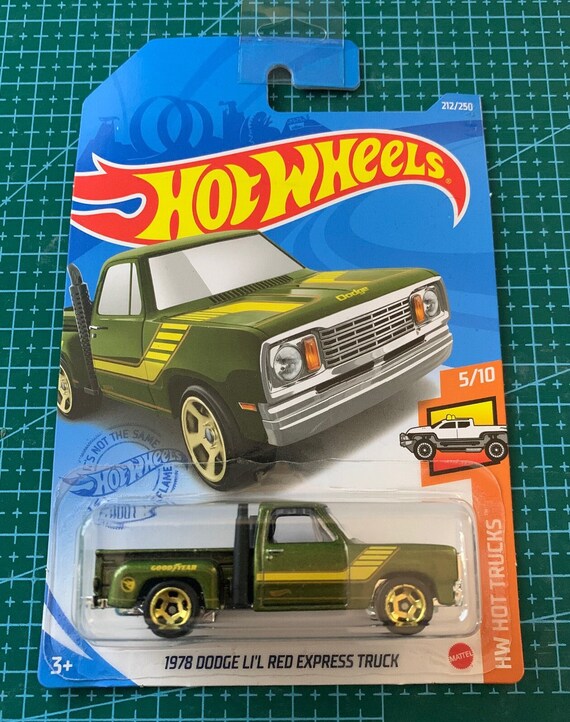 212/250
HOT WHEELS®
Dodge
5/10
IT'S NOT THE SAME
HOT WHEELS
FLAME
GOODYEAR
HW HOT TRUCKS
3+
1978 DODGE LI'L RED EXPRESS TRUCK
MATTEL